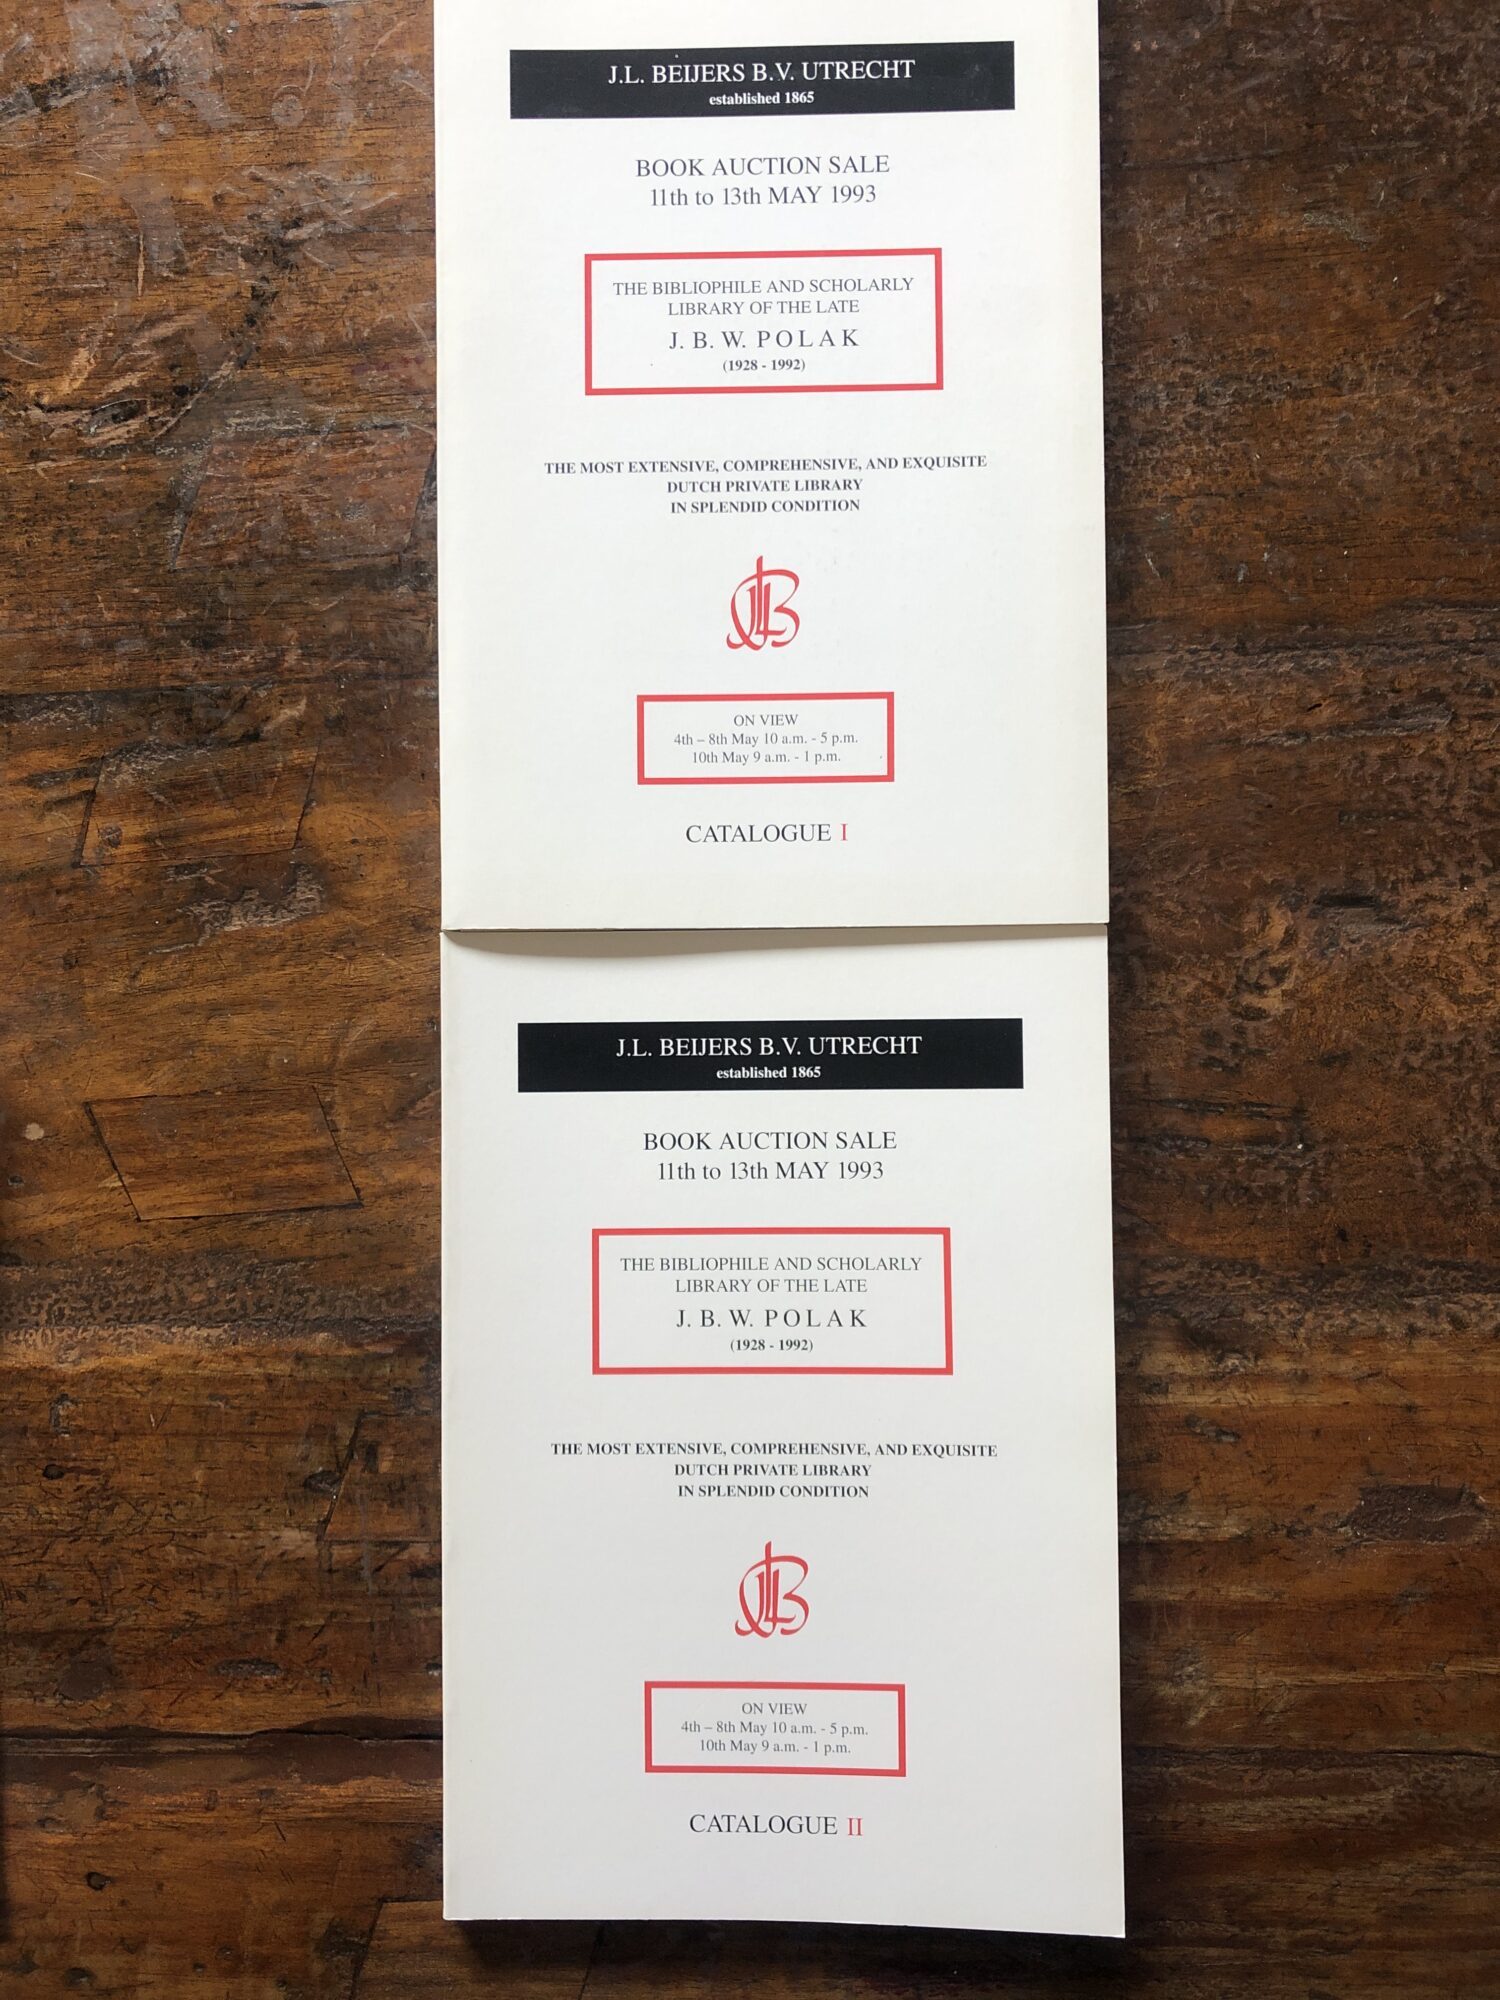 J.L. BEIJERS B.V. UTRECHT
established 1865
BOOK AUCTION SALE
11th to 13th MAY 1993
THE BIBLIOPHILE AND SCHOLARLY
LIBRARY OF THE LATE
J. B. W. POLAK
(1928 - 1992)
THE MOST EXTENSIVE, COMPREHENSIVE, AND EXQUISITE
DUTCH PRIVATE LIBRARY
IN SPLENDID CONDITION
JLB
ON VIEW
4th – 8th May 10 a.m. - 5 p.m.
10th May 9 a.m. - 1 p.m.
CATALOGUE I
J.L. BEIJERS B.V. UTRECHT
established 1865
BOOK AUCTION SALE
11th to 13th MAY 1993
THE BIBLIOPHILE AND SCHOLARLY
LIBRARY OF THE LATE
J. B. W. POLAK
(1928 - 1992)
THE MOST EXTENSIVE, COMPREHENSIVE, AND EXQUISITE
DUTCH PRIVATE LIBRARY
IN SPLENDID CONDITION
JLB
ON VIEW
4th – 8th May 10 a.m. - 5 p.m.
10th May 9 a.m. - 1 p.m.
CATALOGUE II